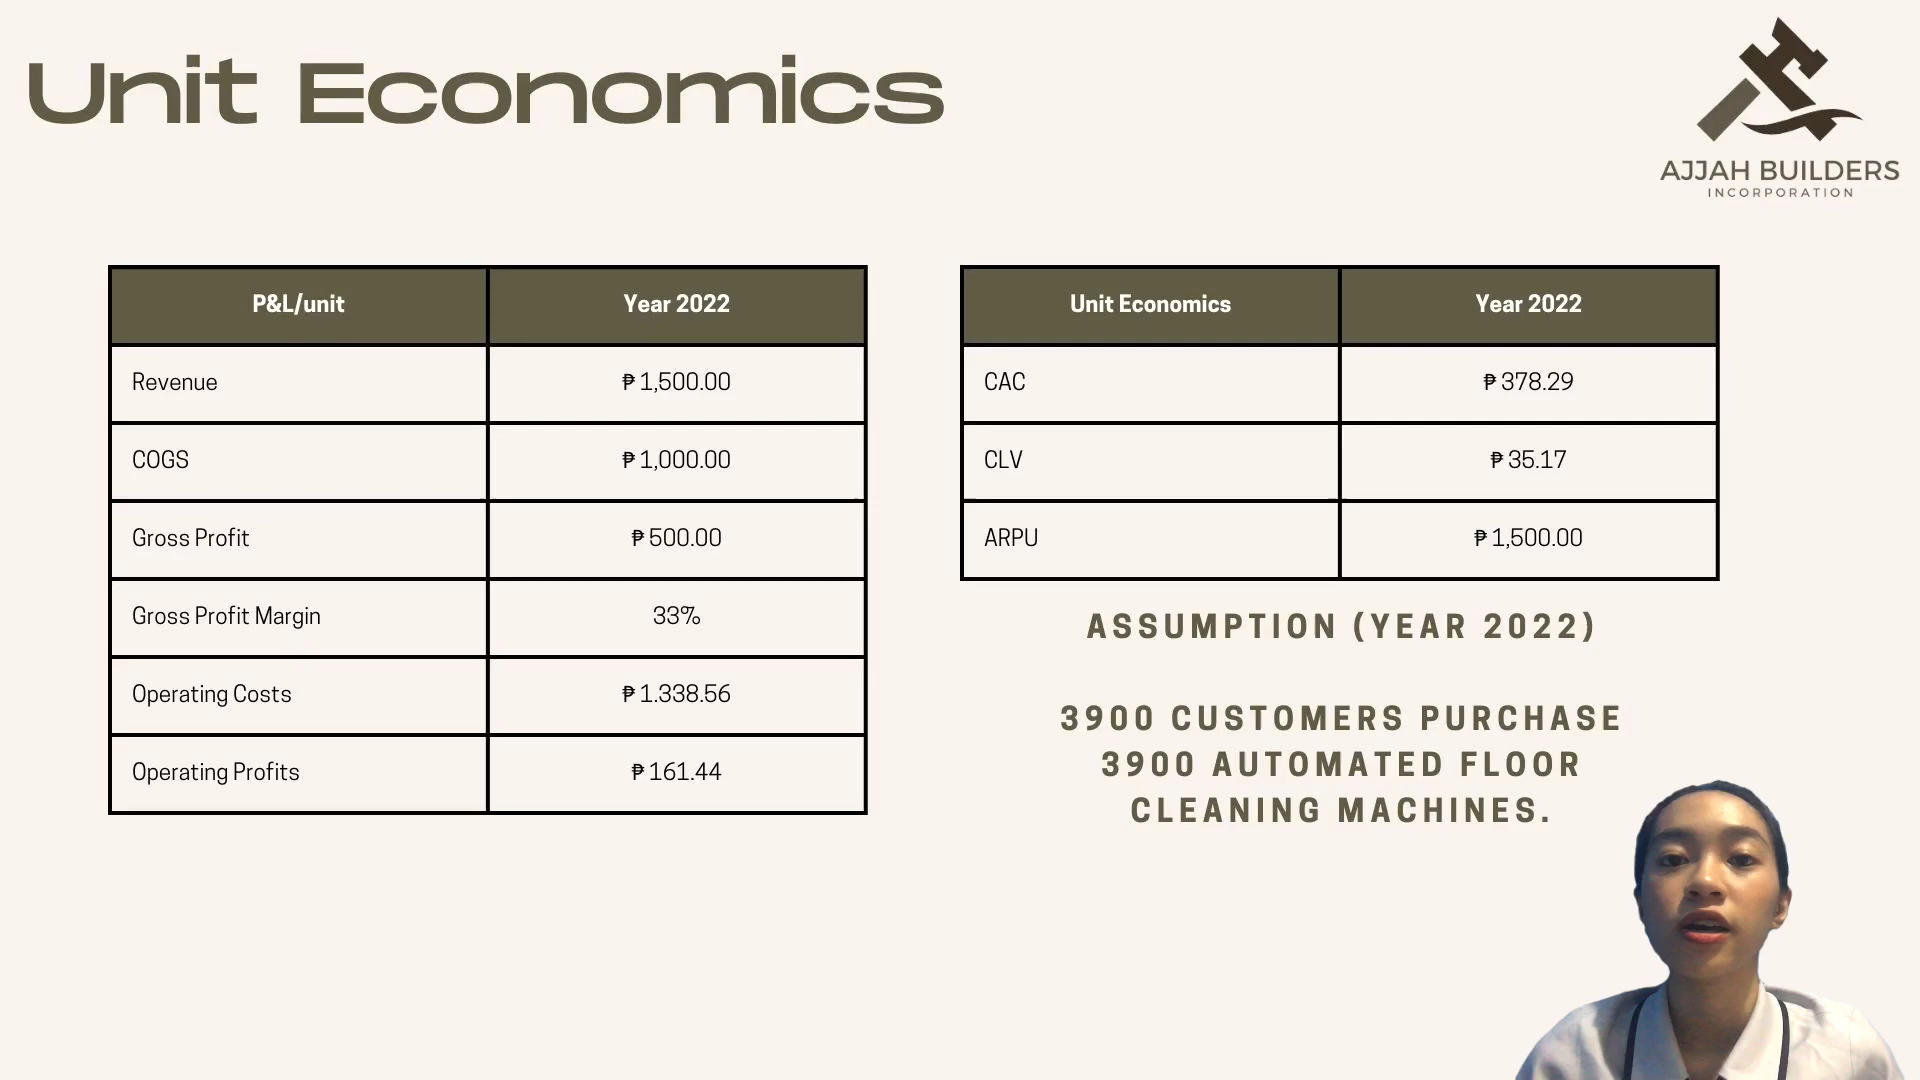 Unit Economics
AJJAH BUILDERS
INCORPORATION
P&L/unit Year 2022
Revenue ₱ 1,500.00
COGS ₱ 1,000.00
Gross Profit ₱ 500.00
Gross Profit Margin 33%
Operating Costs ₱ 1.338.56
Operating Profits ₱ 161.44
Unit Economics Year 2022
CAC ₱ 378.29
CLV ₱ 35.17
ARPU ₱ 1,500.00
ASSUMPTION (YEAR 2022)
3900 CUSTOMERS PURCHASE
3900 AUTOMATED FLOOR
CLEANING MACHINES.